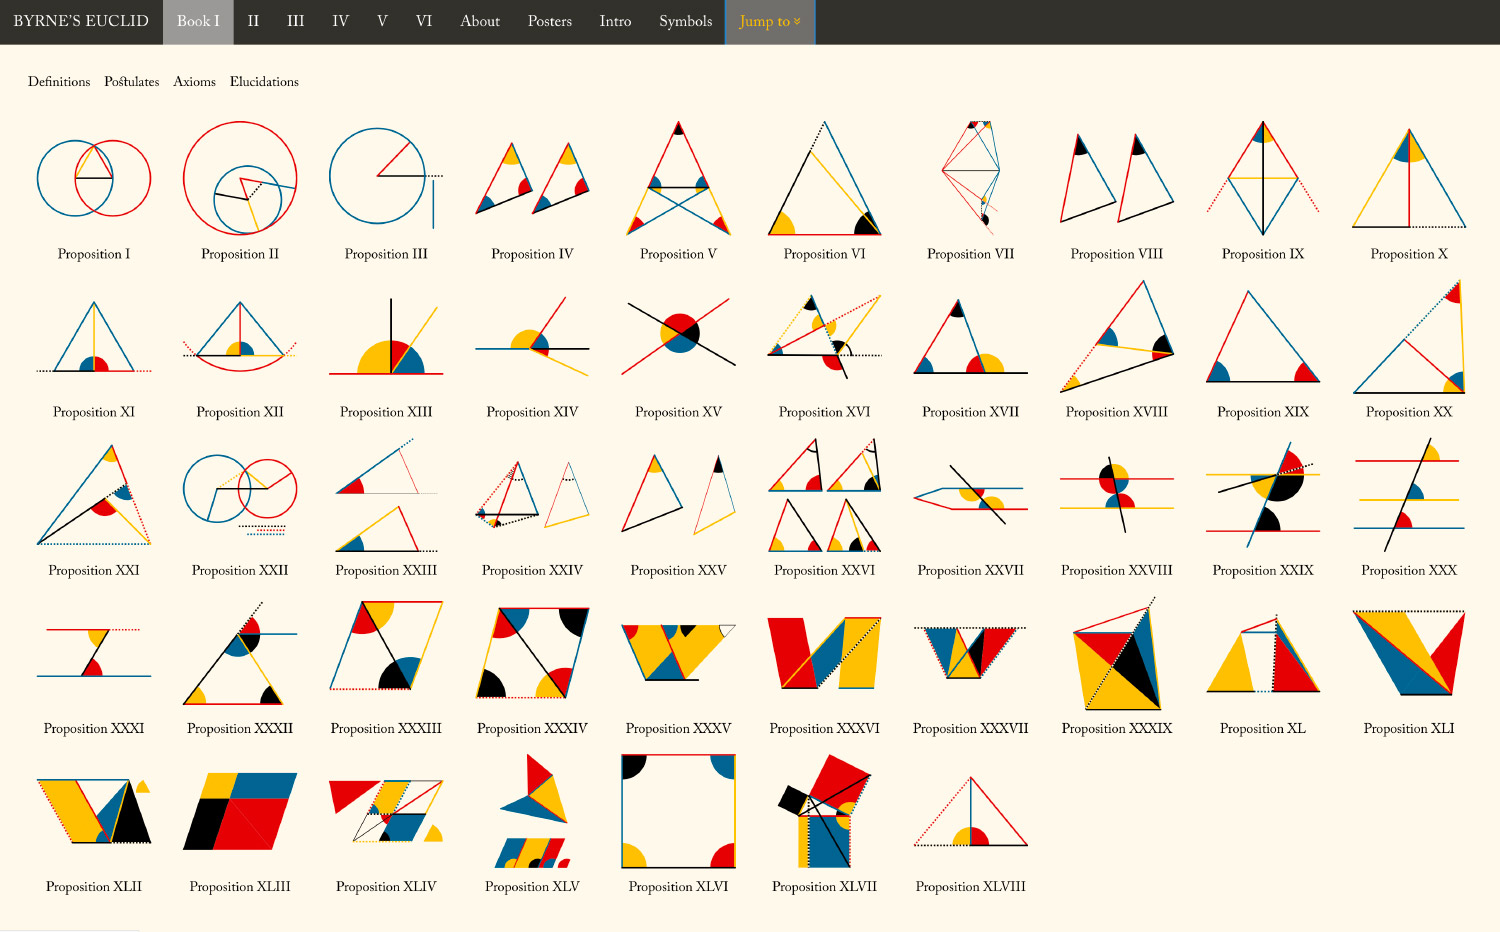 BYRNE'S EUCLID Book I II III IV V VI About Posters Intro Symbols Jump to
Definitions Postulates Axioms Elucidations
Proposition I Proposition II Proposition III Proposition IV Proposition V Proposition VI Proposition VII Proposition VIII Proposition IX Proposition X
Proposition XI Proposition XII Proposition XIII Proposition XIV Proposition XV Proposition XVI Proposition XVII Proposition XVIII Proposition XIX Proposition XX
Proposition XXI Proposition XXII Proposition XXIII Proposition XXIV Proposition XXV Proposition XXVI Proposition XXVII Proposition XXVIII Proposition XXIX Proposition XXX
Proposition XXXI Proposition XXXII Proposition XXXIII Proposition XXXIV Proposition XXXV Proposition XXXVI Proposition XXXVII Proposition XXXIX Proposition XL Proposition XLI
Proposition XLII Proposition XLIII Proposition XLIV Proposition XLV Proposition XLVI Proposition XLVII Proposition XLVIII